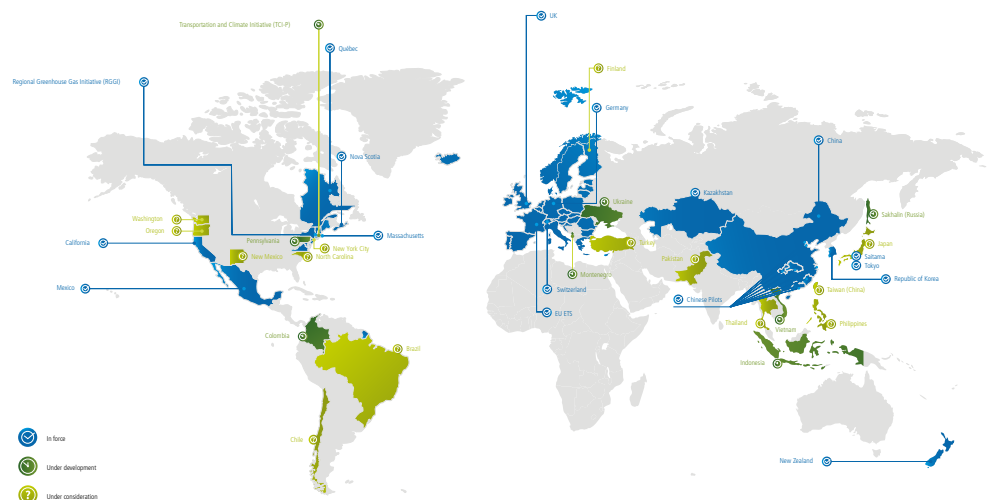 UK
Transportation and Climate Initiative (TCI-P)
Québec
Finland
Regional Greenhouse Gas Initiative (RGGI)
Germany
China
Nova Scotia
Kazakhstan
Ukraine
Sakhalin (Russia)
Washington
Oregon
Massachusetts
California
Pennsylvania
New York City
Turkey
Japan
New Mexico
North Carolina
Pakistan
Saitama
Tokyo
Montenegro
Republic of Korea
Mexico
Switzerland
Taiwan (China)
Chinese Pilots
EU ETS
Thailand
Philippines
Vietnam
Colombia
Brazil
Indonesia
Chile
In force
New Zealand
Under development
Under consideration